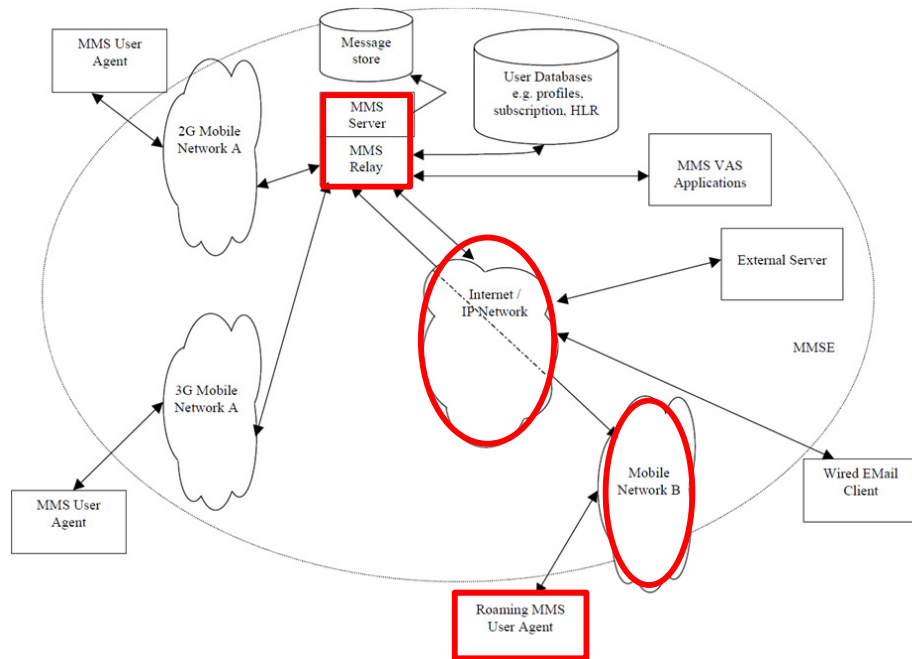 MMS User
Agent
Message
store
User Databases
e.g. profiles,
subscription, HLR
MMS
Server
2G Mobile
Network A
MMS
Relay
MMS VAS
Applications
External Server
Internet /
IP Network
MMSE
3G Mobile
Network A
Mobile
Network B
Wired EMail
Client
MMS User
Agent
Roaming MMS
User Agent